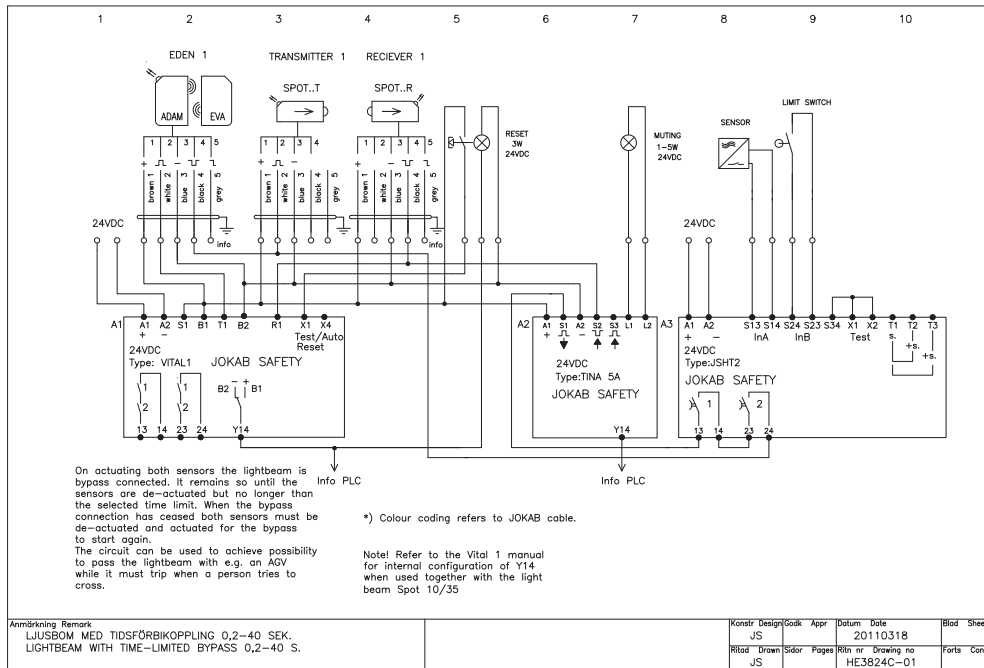 1 2 3 4 5 6 7 8 9 10
EDEN 1
TRANSMITTER 1
RECIEVER 1
SPOT..T
SPOT..R
ADAM
EVA
LIMIT SWITCH
SENSOR
RESET
3W
24VDC
MUTING
1-5W
24VDC
1 2 3 4 5
1 2 3 4
1 2 3 4 5
+ −
+ −
+ −
brown 1
white 2
blue 3
black 4
grey 5
brown 1
white 2
blue 3
black 4
grey 5
brown 1
white 2
blue 3
black 4
grey 5
info
24VDC
24VDC
A1
A1 A2 S1 B1 T1 B2 R1 X1 X4
+ −
Test/Auto
Reset
24VDC
Type: VITAL1
JOKAB SAFETY
1
2
1
2
B2 − + B1
13 14 23 24 Y14
A2
A1 S1 A2 S2 S3 L1 L2
+ −
24VDC
Type:TINA 5A
JOKAB SAFETY
Y14
A3
A1 A2 S13 S14 S24 S23 S34 X1 X2 T1 T2 T3
+ − InA InB Test s. +s. +s.
24VDC
Type:JSHT2
JOKAB SAFETY
1
2
13 14 23 24
Info PLC
Info PLC
On actuating both sensors the lightbeam is
bypass connected. It remains so until the
sensors are de−actuated but no longer than
the selected time limit. When the bypass
connection has ceased both sensors must be
de−actuated and actuated for the bypass
to start again.
The circuit can be used to achieve possibility
to pass the lightbeam with e.g. an AGV
while it must trip when a person tries to
cross.
*) Colour coding refers to JOKAB cable.
Note! Refer to the Vital 1 manual
for internal configuration of Y14
when used together with the light
beam Spot 10/35
Anmärkning Remark
LJUSBOM MED TIDSFÖRBIKOPPLING 0,2−40 SEK.
LIGHTBEAM WITH TIME−LIMITED BYPASS 0,2−40 S.
Konstr Design Godk Appr Datum Date Blad Shee
JS 20110318
Ritad Drawn Sidor Pages Ritn nr Drawing no Forts Con
JS HE3824C−01